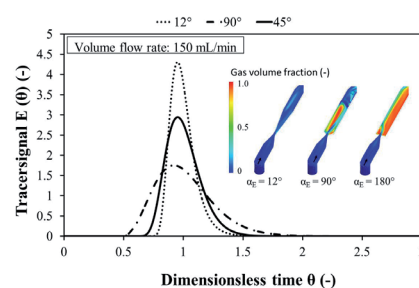 12° 90° 45°
Tracersignal E (θ) (-)
5
4.5
4
3.5
3
2.5
2
1.5
1
0.5
0
Volume flow rate: 150 mL/min
Gas volume fraction (-)
1.0
0.5
0
αE = 12° αE = 90° αE = 180°
0 0.5 1 1.5 2 2.5
Dimensionless time θ (-)